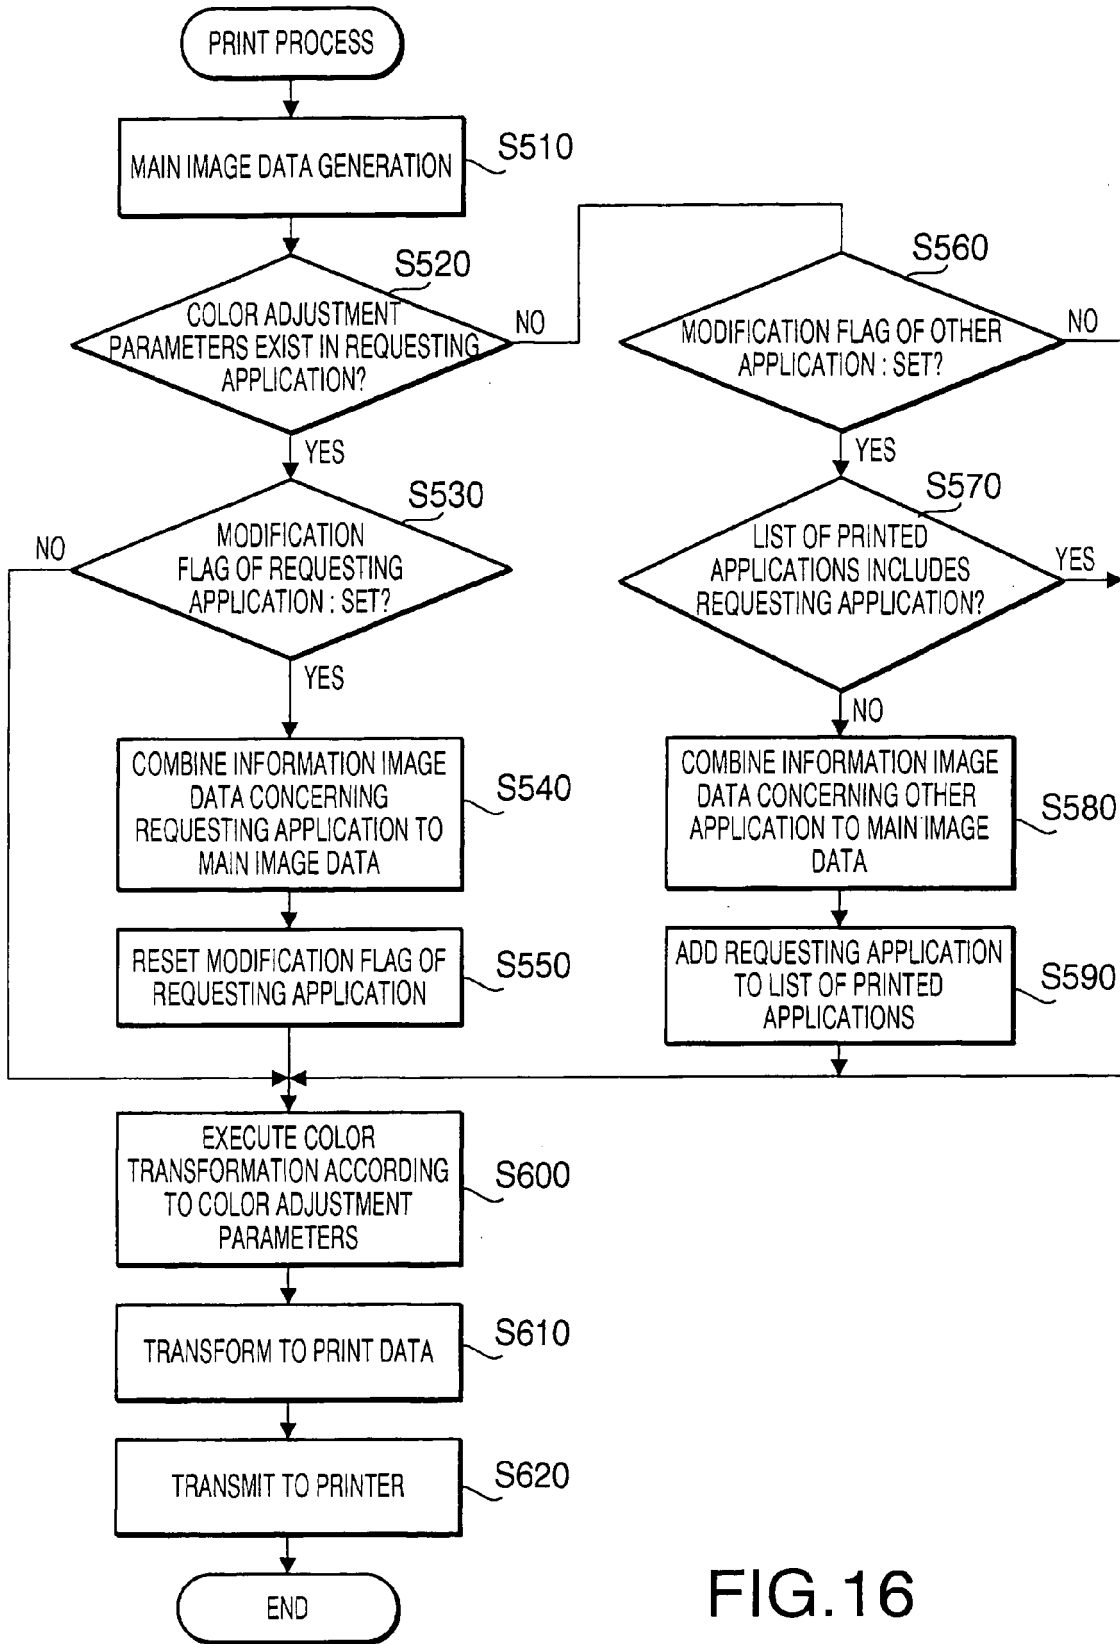 PRINT PROCESS
MAIN IMAGE DATA GENERATION
S510
S520
COLOR ADJUSTMENT
PARAMETERS EXIST IN REQUESTING
APPLICATION?
NO
YES
S530
MODIFICATION
FLAG OF REQUESTING
APPLICATION : SET?
NO
YES
COMBINE INFORMATION IMAGE
DATA CONCERNING
REQUESTING APPLICATION TO
MAIN IMAGE DATA
S540
RESET MODIFICATION FLAG OF
REQUESTING APPLICATION
S550
S560
MODIFICATION FLAG OF OTHER
APPLICATION : SET?
NO
YES
S570
LIST OF PRINTED
APPLICATIONS INCLUDES
REQUESTING APPLICATION?
YES
NO
COMBINE INFORMATION IMAGE
DATA CONCERNING OTHER
APPLICATION TO MAIN IMAGE
DATA
S580
ADD REQUESTING APPLICATION
TO LIST OF PRINTED
APPLICATIONS
S590
EXECUTE COLOR
TRANSFORMATION ACCORDING
TO COLOR ADJUSTMENT
PARAMETERS
S600
TRANSFORM TO PRINT DATA
S610
TRANSMIT TO PRINTER
S620
END
FIG.16